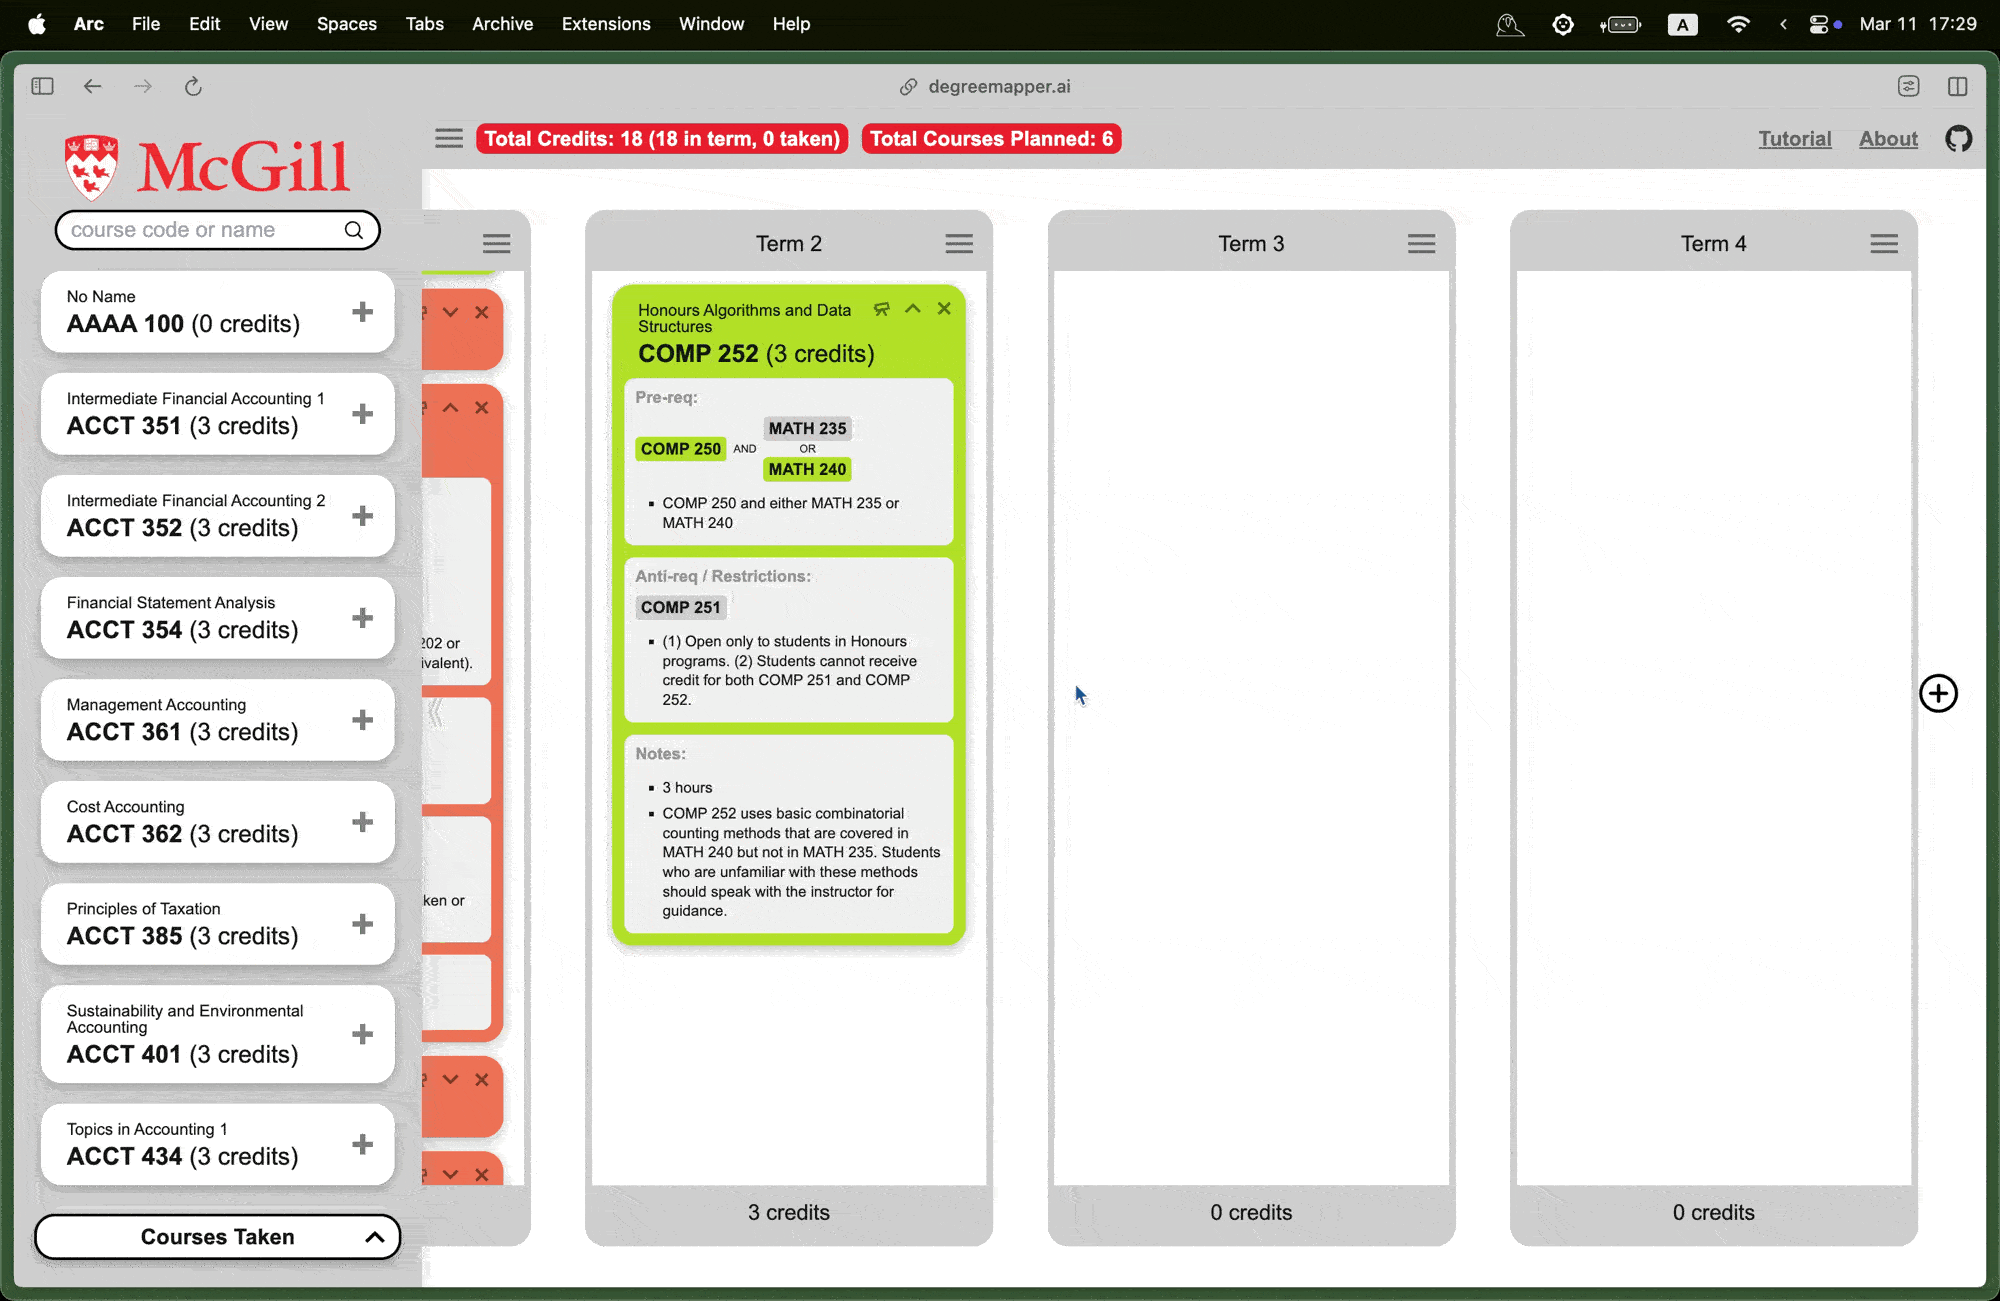 Arc File Edit View Spaces Tabs Archive Extensions Window Help A Mar 11 17:29
degreemapper.ai
McGill
Total Credits: 18 (18 in term, 0 taken) Total Courses Planned: 6 Tutorial About
course code or name
No Name
AAAA 100 (0 credits)
Intermediate Financial Accounting 1
ACCT 351 (3 credits)
Intermediate Financial Accounting 2
ACCT 352 (3 credits)
Financial Statement Analysis
ACCT 354 (3 credits)
Management Accounting
ACCT 361 (3 credits)
Cost Accounting
ACCT 362 (3 credits)
Principles of Taxation
ACCT 385 (3 credits)
Sustainability and Environmental
Accounting
ACCT 401 (3 credits)
Topics in Accounting 1
ACCT 434 (3 credits)
Courses Taken
202 or
ivalent).
ken or
Term 2
Honours Algorithms and Data
Structures
COMP 252 (3 credits)
Pre-req:
MATH 235
COMP 250 AND OR
MATH 240
COMP 250 and either MATH 235 or
MATH 240
Anti-req / Restrictions:
COMP 251
(1) Open only to students in Honours
programs. (2) Students cannot receive
credit for both COMP 251 and COMP
252.
Notes:
3 hours
COMP 252 uses basic combinatorial
counting methods that are covered in
MATH 240 but not in MATH 235. Students
who are unfamiliar with these methods
should speak with the instructor for
guidance.
3 credits
Term 3
0 credits
Term 4
0 credits